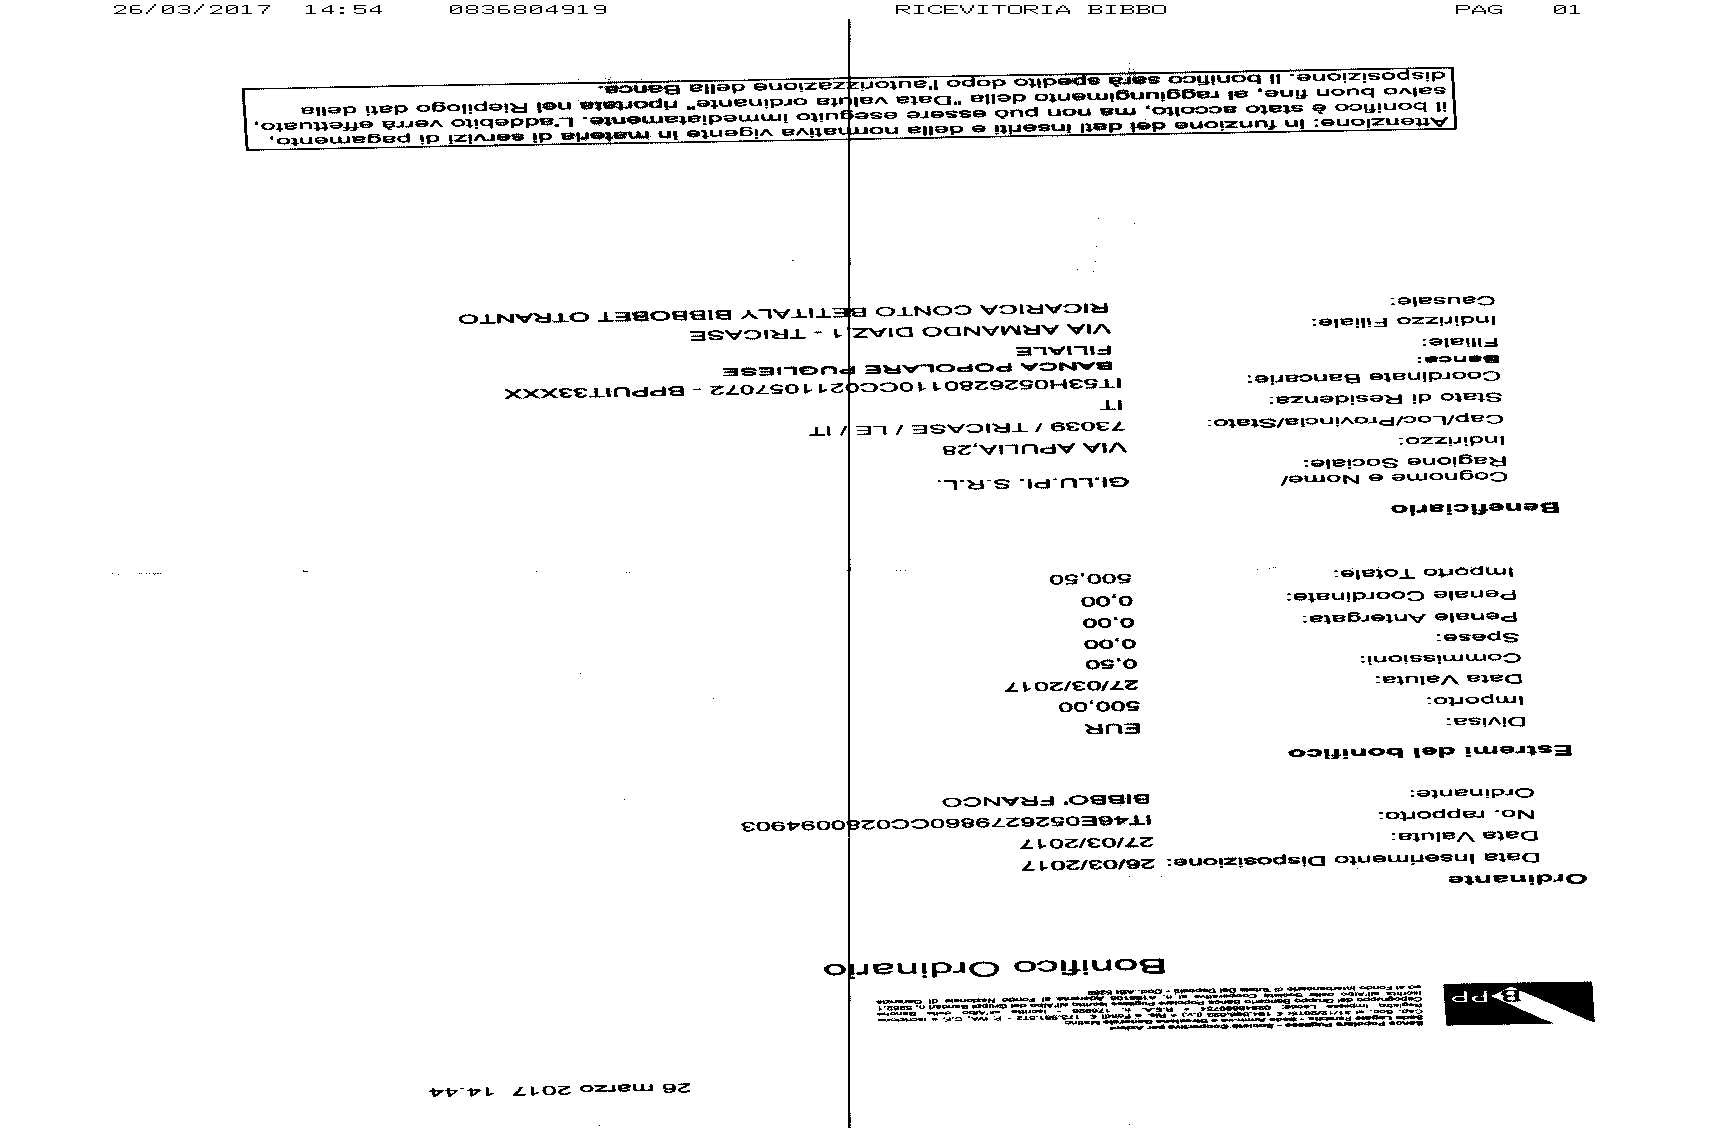 26/03/2017 14:54 0836804919 RICEVITORIA BIBBO PAG 01
26 marzo 2017 14.44
Banca Popolare Pugliese - Società Cooperativa per Azioni
Bonifico Ordinario
Ordinante
Data Inserimento Disposizione: 26/03/2017
Data Valuta: 27/03/2017
No. rapporto: IT46E0526279860CC0280094903
Ordinante: BIBBO' FRANCO
Estremi del bonifico
Divisa: EUR
Importo: 500,00
Data Valuta: 27/03/2017
Commissioni: 0,50
Spese: 0,00
Penale Antergata: 0,00
Penale Coordinate: 0,00
Importo Totale: 500,50
Beneficiario
Cognome e Nome/
Ragione Sociale: GI.LU.PI. S.R.L.
Indirizzo: VIA APULIA,28
Cap/Loc/Provincia/Stato: 73039 / TRICASE / LE / IT
Stato di Residenza: IT
Coordinate Bancarie: IT53H0526280110CC0211057072 - BPPUIT33XXX
Banca: BANCA POPOLARE PUGLIESE
Filiale: FILIALE
Indirizzo Filiale: VIA ARMANDO DIAZ 1 - TRICASE
Causale: RICARICA CONTO BETITALY BIBBOBET OTRANTO
Attenzione: in funzione dei dati inseriti e della normativa vigente in materia di servizi di pagamento,
il bonifico è stato accolto, ma non può essere eseguito immediatamente. L'addebito verrà effettuato,
salvo buon fine, al raggiungimento della "Data valuta ordinante" riportata nel Riepilogo dati della
disposizione. Il bonifico sarà spedito dopo l'autorizzazione della Banca.